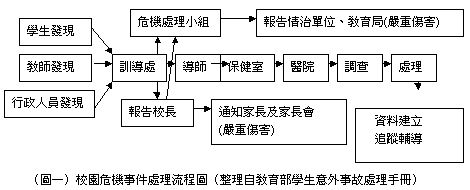 危機處理小組
報告情治單位、教育局(嚴重傷害)
學生發現
教師發現
訓導處
導師
保健室
醫院
調查
處理
行政人員發現
報告校長
通知家長及家長會
(嚴重傷害)
資料建立
追蹤輔導
（圖一）校園危機事件處理流程圖（整理自教育部學生意外事故處理手冊）